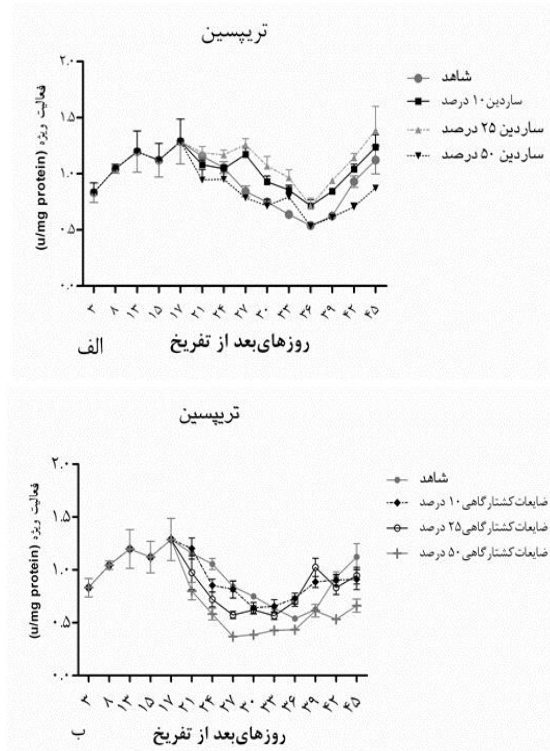 تریپسین
شاهد
ساردین ۱۰ درصد
ساردین ۲۵ درصد
ساردین ۵۰ درصد
فعالیت ویژه (u/mg protein)
۲.۰
۱.۵
۱.۰
۰.۵
۰.۰
۳ ۸ ۱۳ ۱۵ ۱۷ ۲۱ ۲۴ ۲۷ ۳۰ ۳۳ ۳۶ ۳۹ ۴۲ ۴۵
روزهای‌بعد از تفریخ
الف
تریپسین
شاهد
ضایعات‌کشتارگاهی ۱۰ درصد
ضایعات‌کشتارگاهی ۲۵ درصد
ضایعات‌کشتارگاهی ۵۰ درصد
فعالیت ویژه (u/mg protein)
۲.۰
۱.۵
۱.۰
۰.۵
۰.۰
۳ ۸ ۱۳ ۱۵ ۱۷ ۲۱ ۲۴ ۲۷ ۳۰ ۳۳ ۳۶ ۳۹ ۴۲ ۴۵
روزهای‌بعد از تفریخ
ب